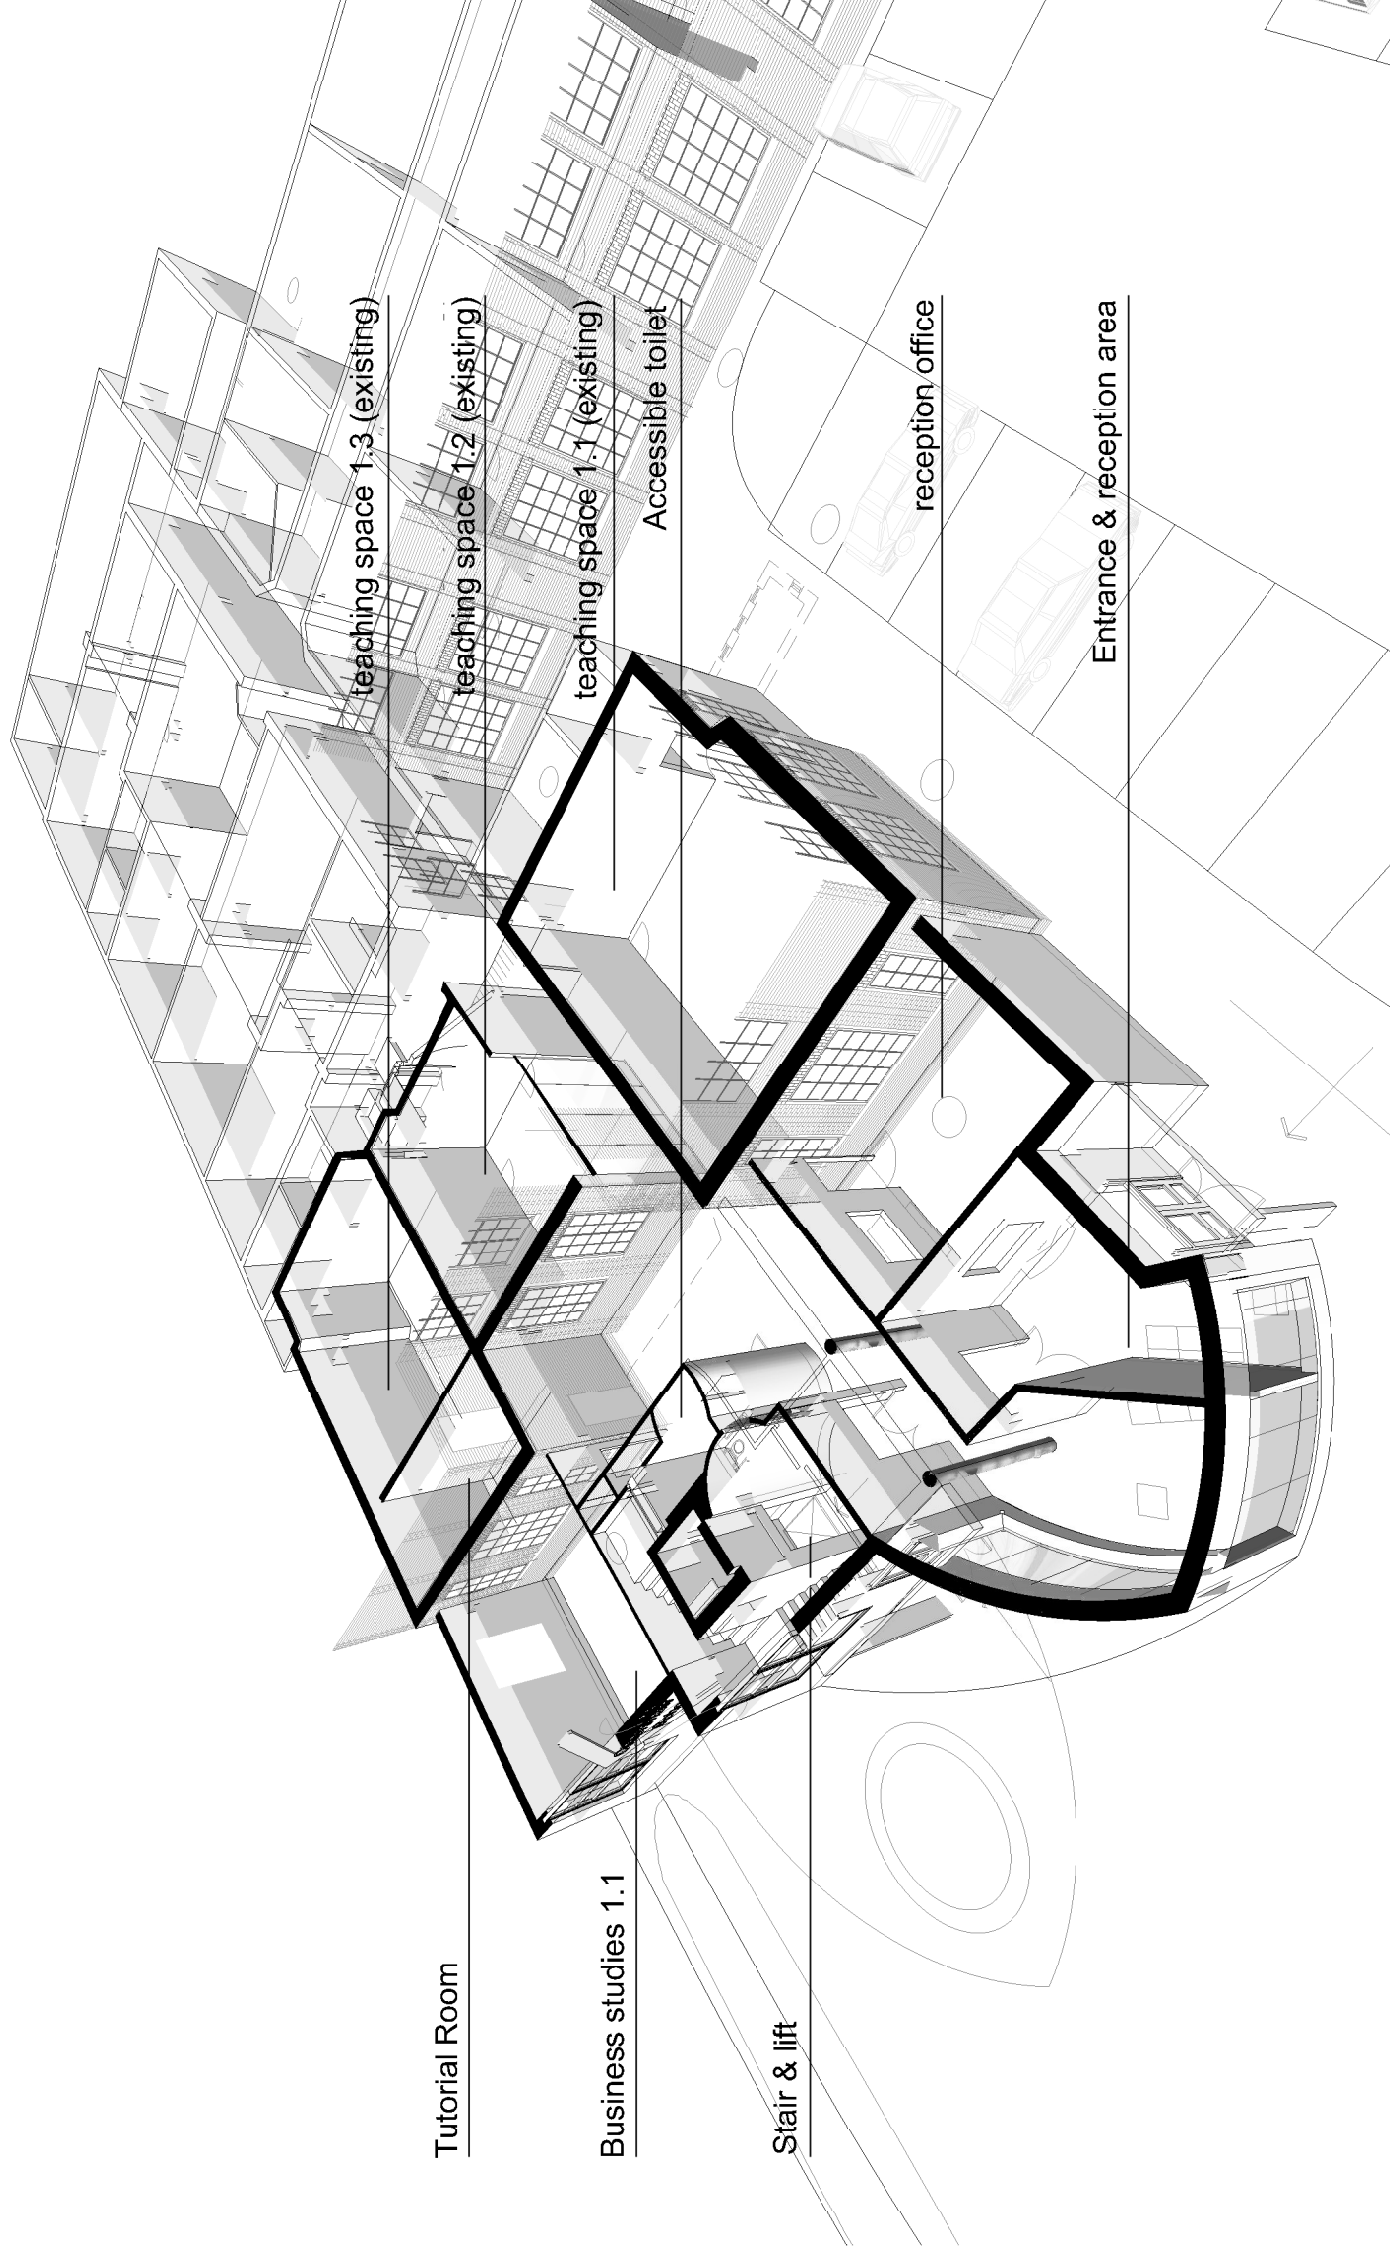 teaching space 1.3 (existing)
teaching space 1.2 (existing)
teaching space 1.1 (existing)
Accessible toilet
reception office
Entrance & reception area
Tutorial Room
Business studies 1.1
Stair & lift